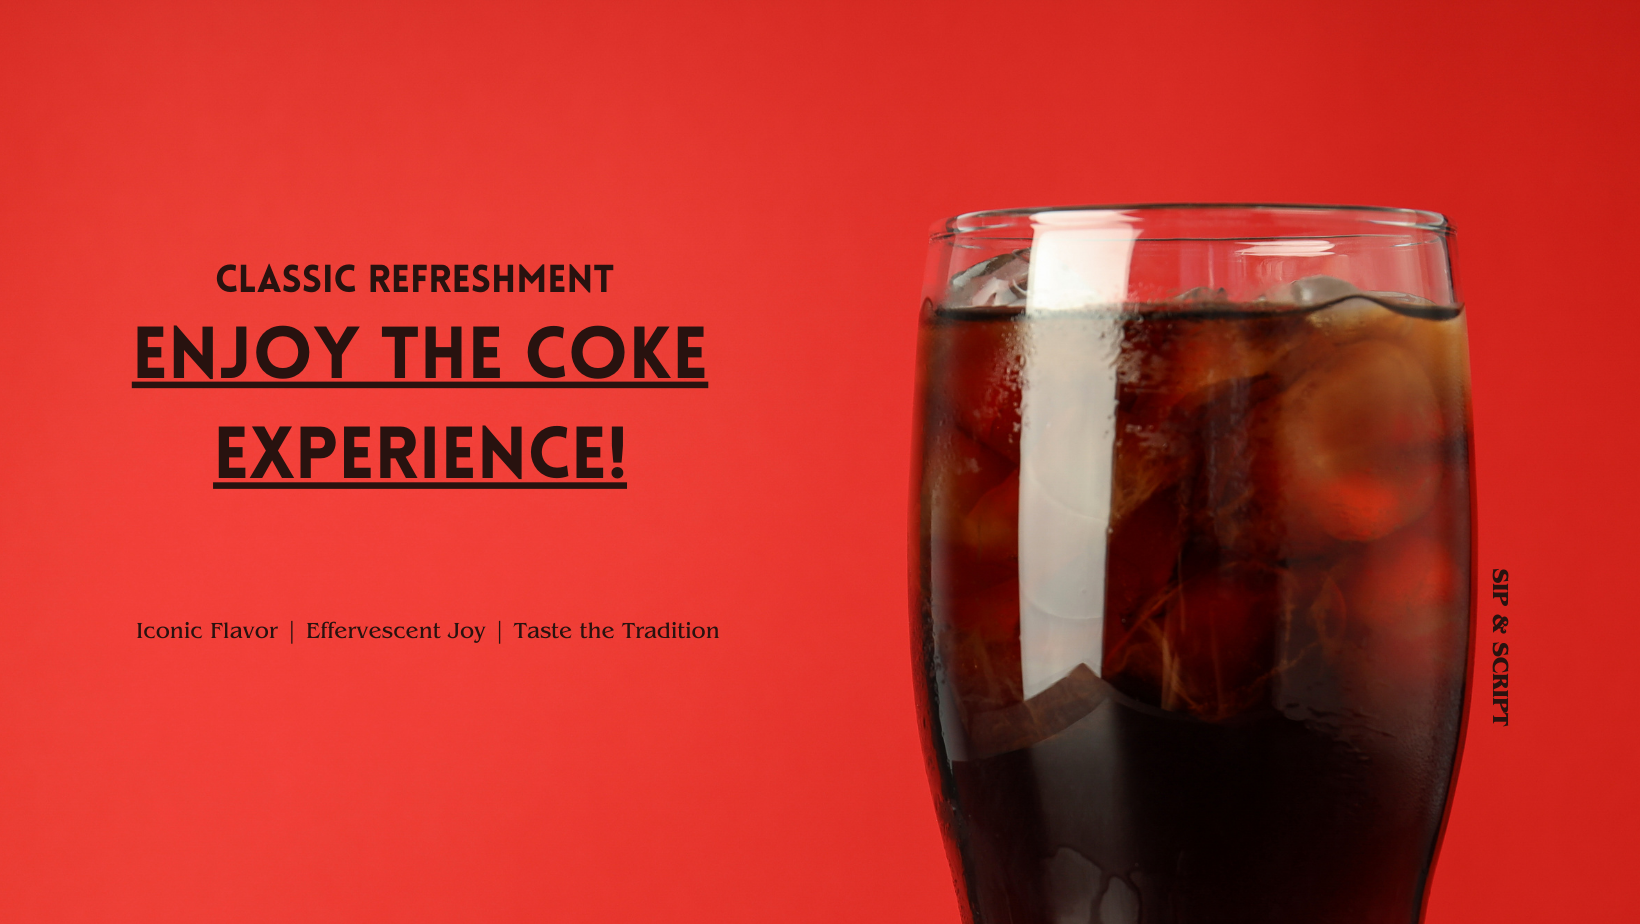 CLASSIC REFRESHMENT
ENJOY THE COKE
EXPERIENCE!
Iconic Flavor | Effervescent Joy | Taste the Tradition
SIP & SCRIPT